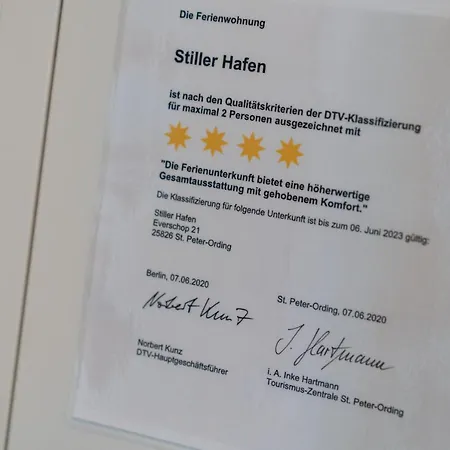 Die Ferienwohnung
Stiller Hafen
ist nach den Qualitätskriterien der DTV-Klassifizierung
für maximal 2 Personen ausgezeichnet mit
"Die Ferienunterkunft bietet eine höherwertige
Gesamtausstattung mit gehobenem Komfort."
Die Klassifizierung für folgende Unterkunft ist bis zum 06. Juni 2023 gültig:
Stiller Hafen
Everschop 21
25826 St. Peter-Ording
Berlin, 07.06.2020
St. Peter-Ording, 07.06.2020
Norbert Kunz
J. Hartmann
Norbert Kunz
DTV-Hauptgeschäftsführer
i. A. Inke Hartmann
Tourismus-Zentrale St. Peter-Ording